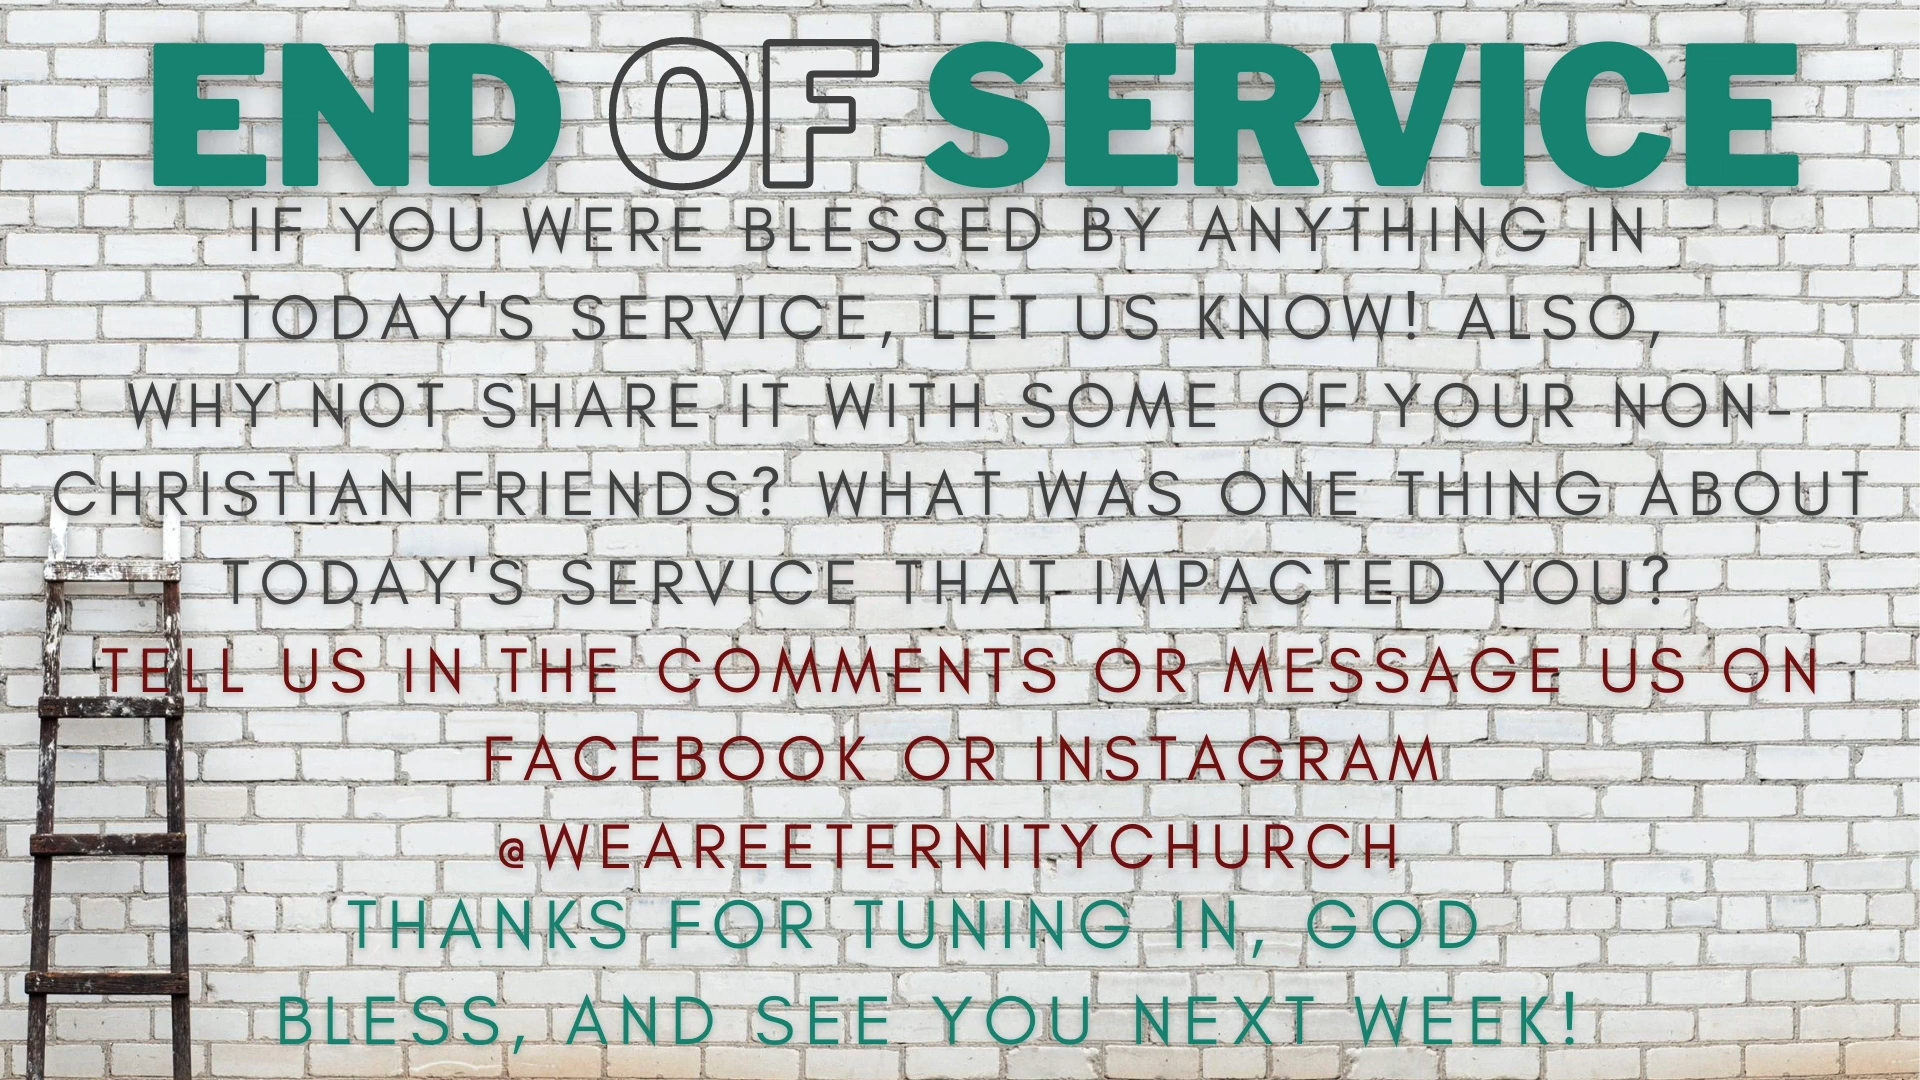 END OF SERVICE
IF YOU WERE BLESSED BY ANYTHING IN
TODAY'S SERVICE, LET US KNOW! ALSO,
WHY NOT SHARE IT WITH SOME OF YOUR NON-
CHRISTIAN FRIENDS? WHAT WAS ONE THING ABOUT
TODAY'S SERVICE THAT IMPACTED YOU?
TELL US IN THE COMMENTS OR MESSAGE US ON
FACEBOOK OR INSTAGRAM
@WEAREETERNITYCHURCH
THANKS FOR TUNING IN, GOD
BLESS, AND SEE YOU NEXT WEEK!